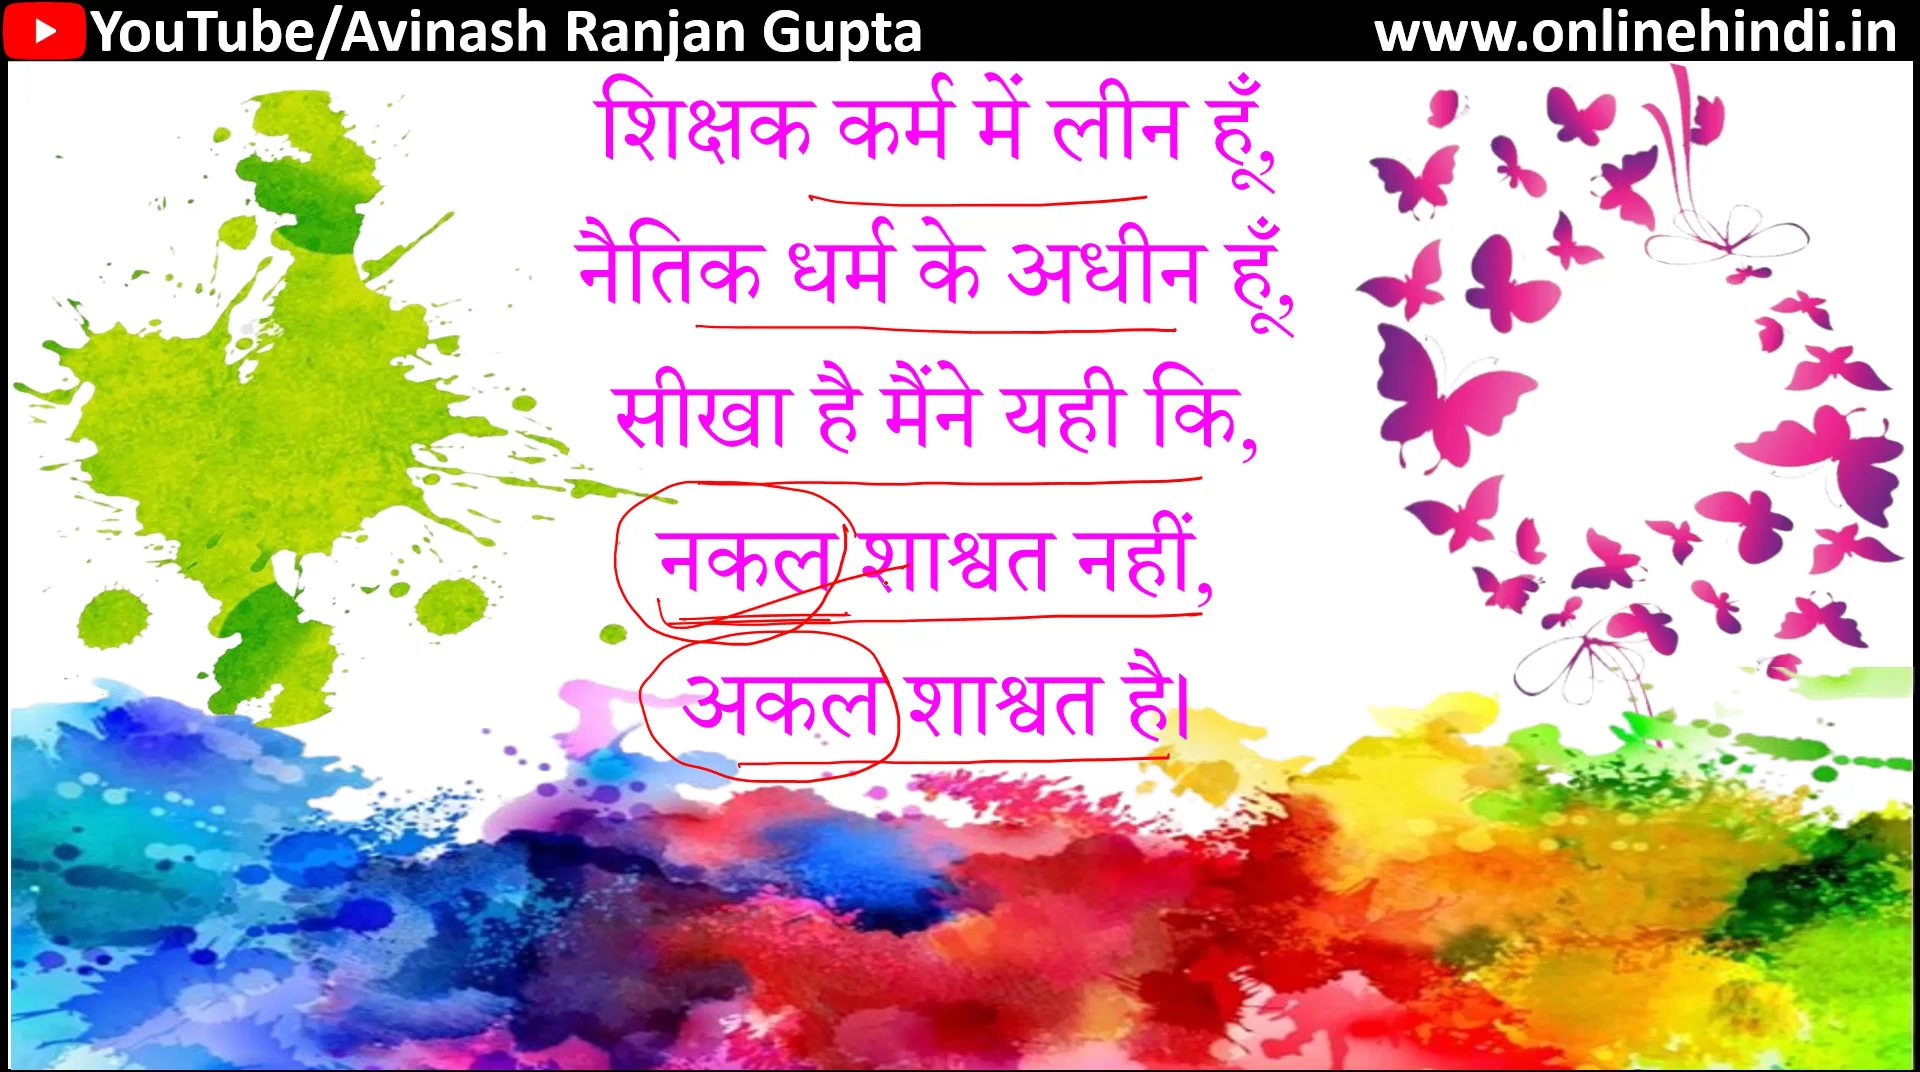 YouTube/Avinash Ranjan Gupta
www.onlinehindi.in
शिक्षक कर्म में लीन हूँ,
नैतिक धर्म के अधीन हूँ,
सीखा है मैंने यही कि,
नकल शाश्वत नहीं,
अकल शाश्वत है।